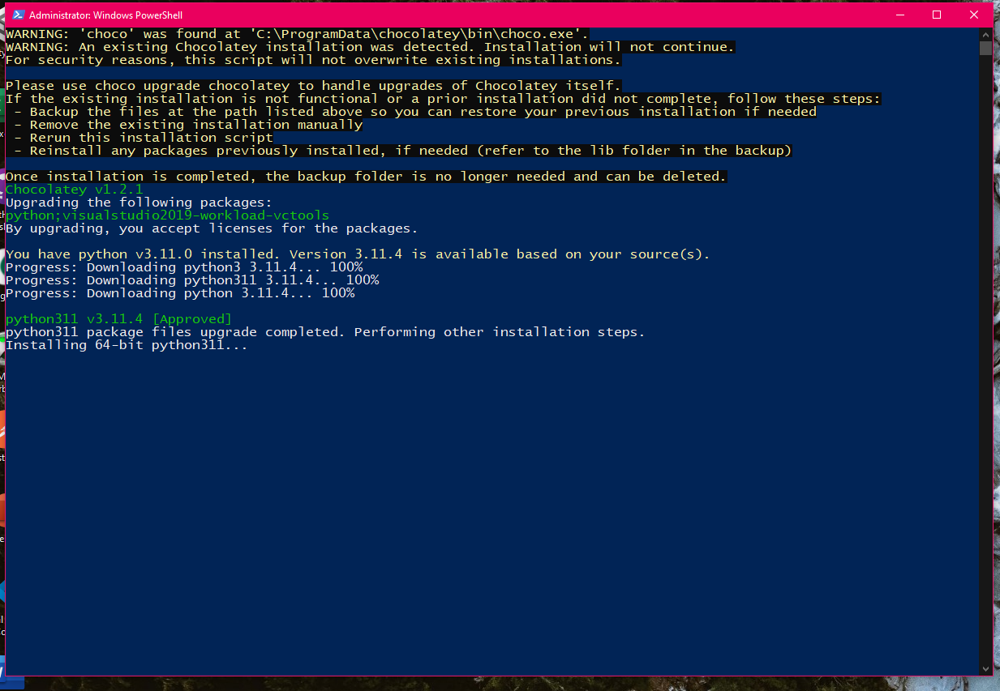 Administrator: Windows PowerShell
WARNING: 'choco' was found at 'C:\ProgramData\chocolatey\bin\choco.exe'.
WARNING: An existing Chocolatey installation was detected. Installation will not continue.
For security reasons, this script will not overwrite existing installations.
Please use choco upgrade chocolatey to handle upgrades of Chocolatey itself.
If the existing installation is not functional or a prior installation did not complete, follow these steps:
- Backup the files at the path listed above so you can restore your previous installation if needed
- Remove the existing installation manually
- Rerun this installation script
- Reinstall any packages previously installed, if needed (refer to the lib folder in the backup)
Once installation is completed, the backup folder is no longer needed and can be deleted.
Chocolatey v1.2.1
Upgrading the following packages:
python;visualstudio2019-workload-vctools
By upgrading, you accept licenses for the packages.
You have python v3.11.0 installed. Version 3.11.4 is available based on your source(s).
Progress: Downloading python3 3.11.4... 100%
Progress: Downloading python311 3.11.4... 100%
Progress: Downloading python 3.11.4... 100%
python311 v3.11.4 [Approved]
python311 package files upgrade completed. Performing other installation steps.
Installing 64-bit python311...